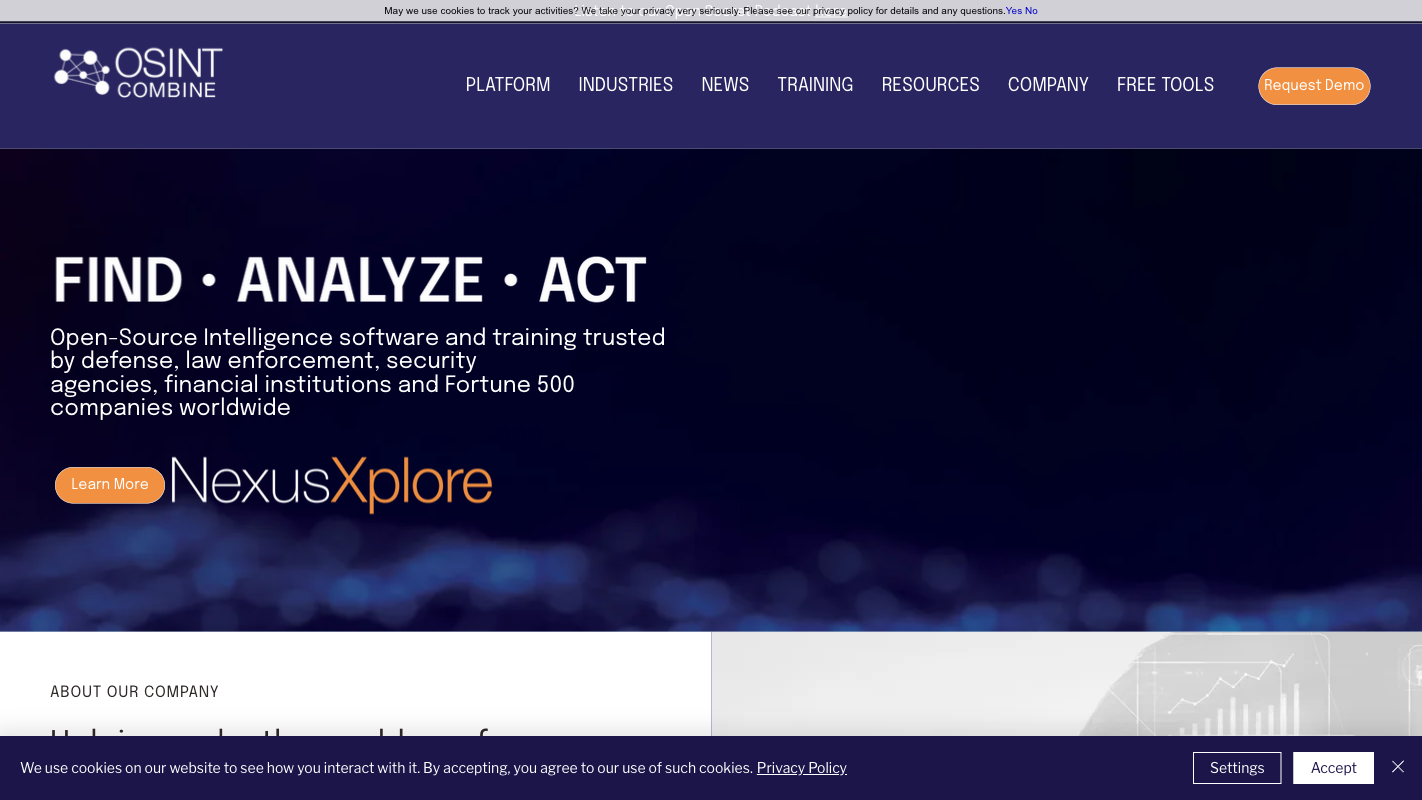 May we use cookies to track your activities? We take your privacy very seriously. Please see our privacy policy for details and any questions.Yes No
OSINT
COMBINE
PLATFORM INDUSTRIES NEWS TRAINING RESOURCES COMPANY FREE TOOLS Request Demo
FIND • ANALYZE • ACT
Open-Source Intelligence software and training trusted
by defense, law enforcement, security
agencies, financial institutions and Fortune 500
companies worldwide
Learn More NexusXplore
ABOUT OUR COMPANY
We use cookies on our website to see how you interact with it. By accepting, you agree to our use of such cookies. Privacy Policy Settings Accept